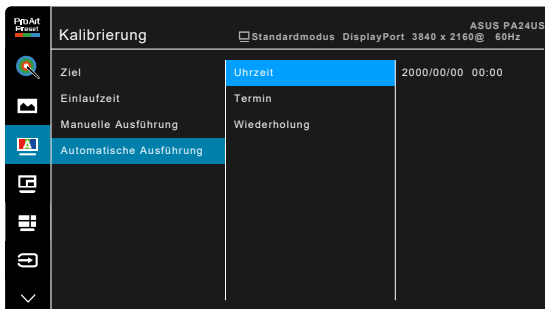 ProArt
Preset
Kalibrierung
ASUS PA24US
Standardmodus DisplayPort 3840 x 2160@ 60Hz
Ziel
Einlaufzeit
Manuelle Ausführung
Automatische Ausführung
Uhrzeit
Termin
Wiederholung
2000/00/00 00:00
A